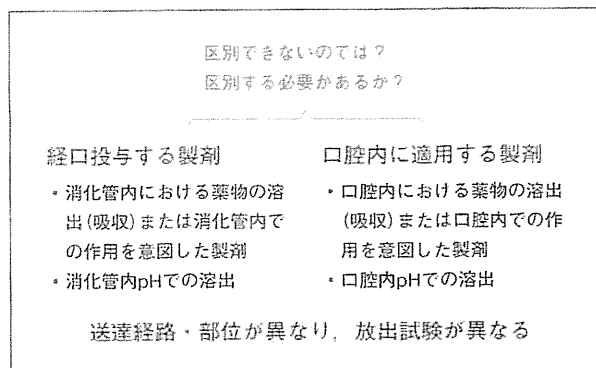 区別できないのでは？
区別する必要があるか？
経口投与する製剤
・消化管内における薬物の溶
出（吸収）または消化管内で
の作用を意図した製剤
・消化管内pHでの溶出
口腔内に適用する製剤
・口腔内における薬物の溶出
（吸収）または口腔内での作
用を意図した製剤
・口腔内pHでの溶出
送達経路・部位が異なり，放出試験が異なる